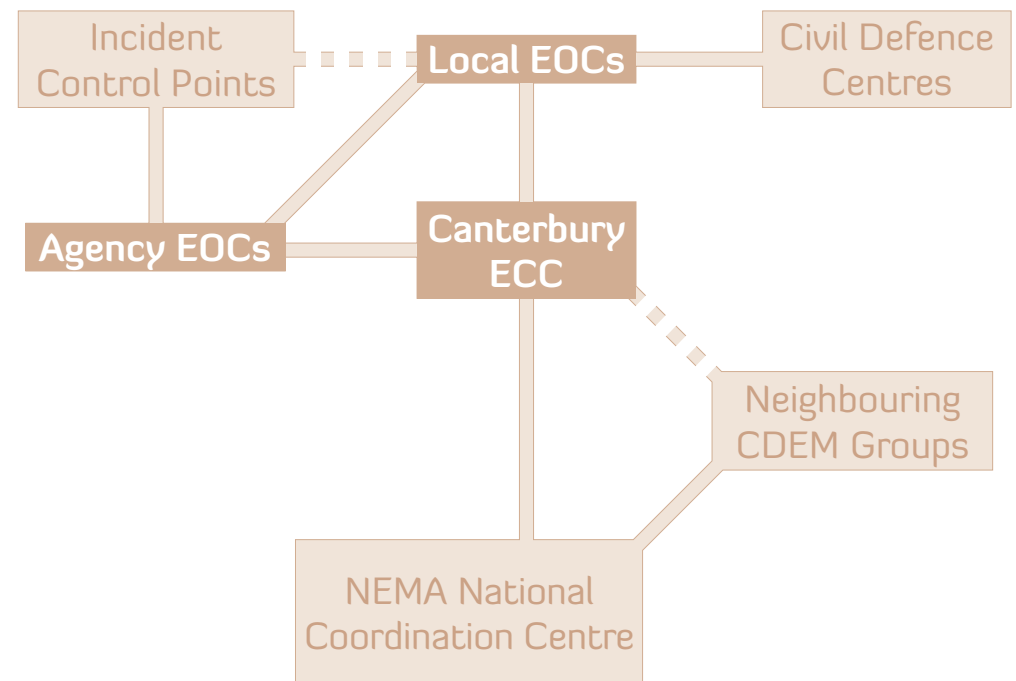 Incident
Control Points
Local EOCs
Civil Defence
Centres
Agency EOCs
Canterbury
ECC
Neighbouring
CDEM Groups
NEMA National
Coordination Centre